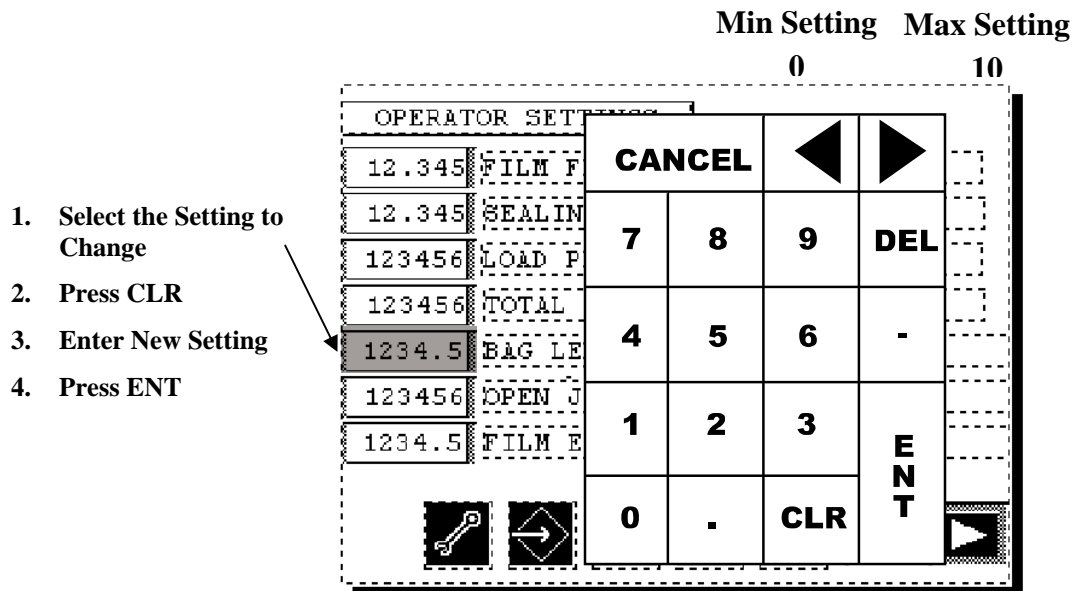 Min Setting Max Setting
0 10
1. Select the Setting to
Change
2. Press CLR
3. Enter New Setting
4. Press ENT
OPERATOR
12.345 FILM F
12.345 SEALIN
123456 LOAD P
123456 TOTAL
1234.5 BAG LE
123456 OPEN J
1234.5 FILM E
CANCEL
7 8 9 DEL
4 5 6 -
1 2 3
ENT
0 . CLR